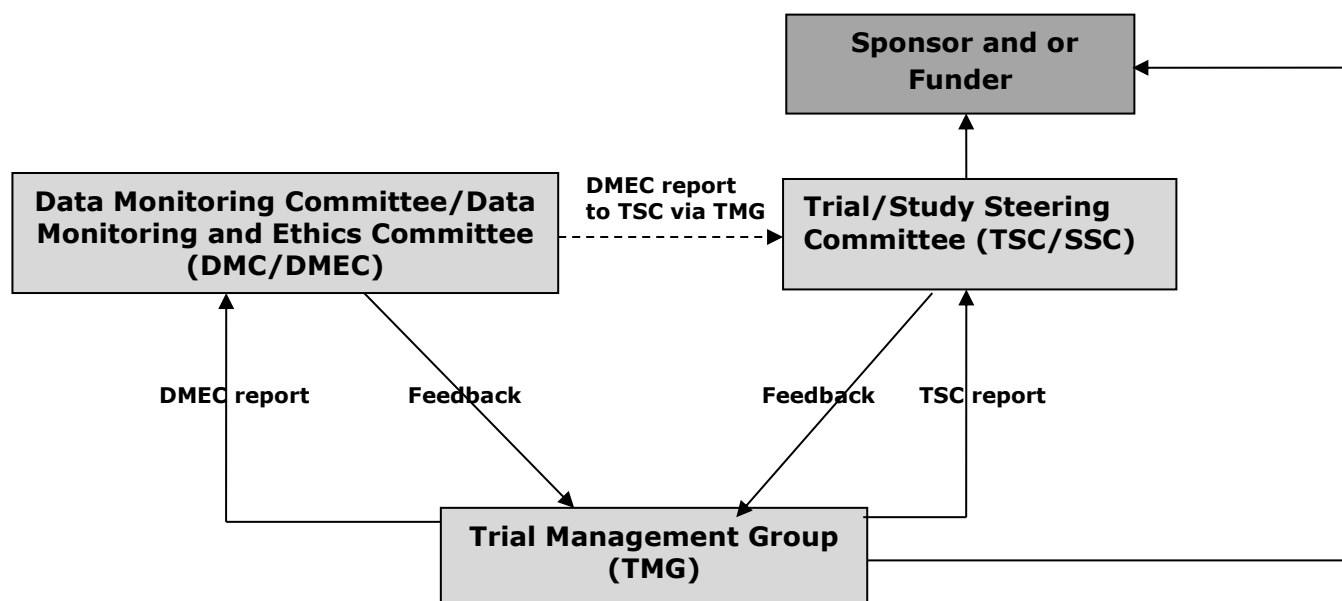 Sponsor and or
Funder
Data Monitoring Committee/Data
Monitoring and Ethics Committee
(DMC/DMEC)
DMEC report
to TSC via TMG
Trial/Study Steering
Committee (TSC/SSC)
DMEC report
Feedback
Feedback
TSC report
Trial Management Group
(TMG)